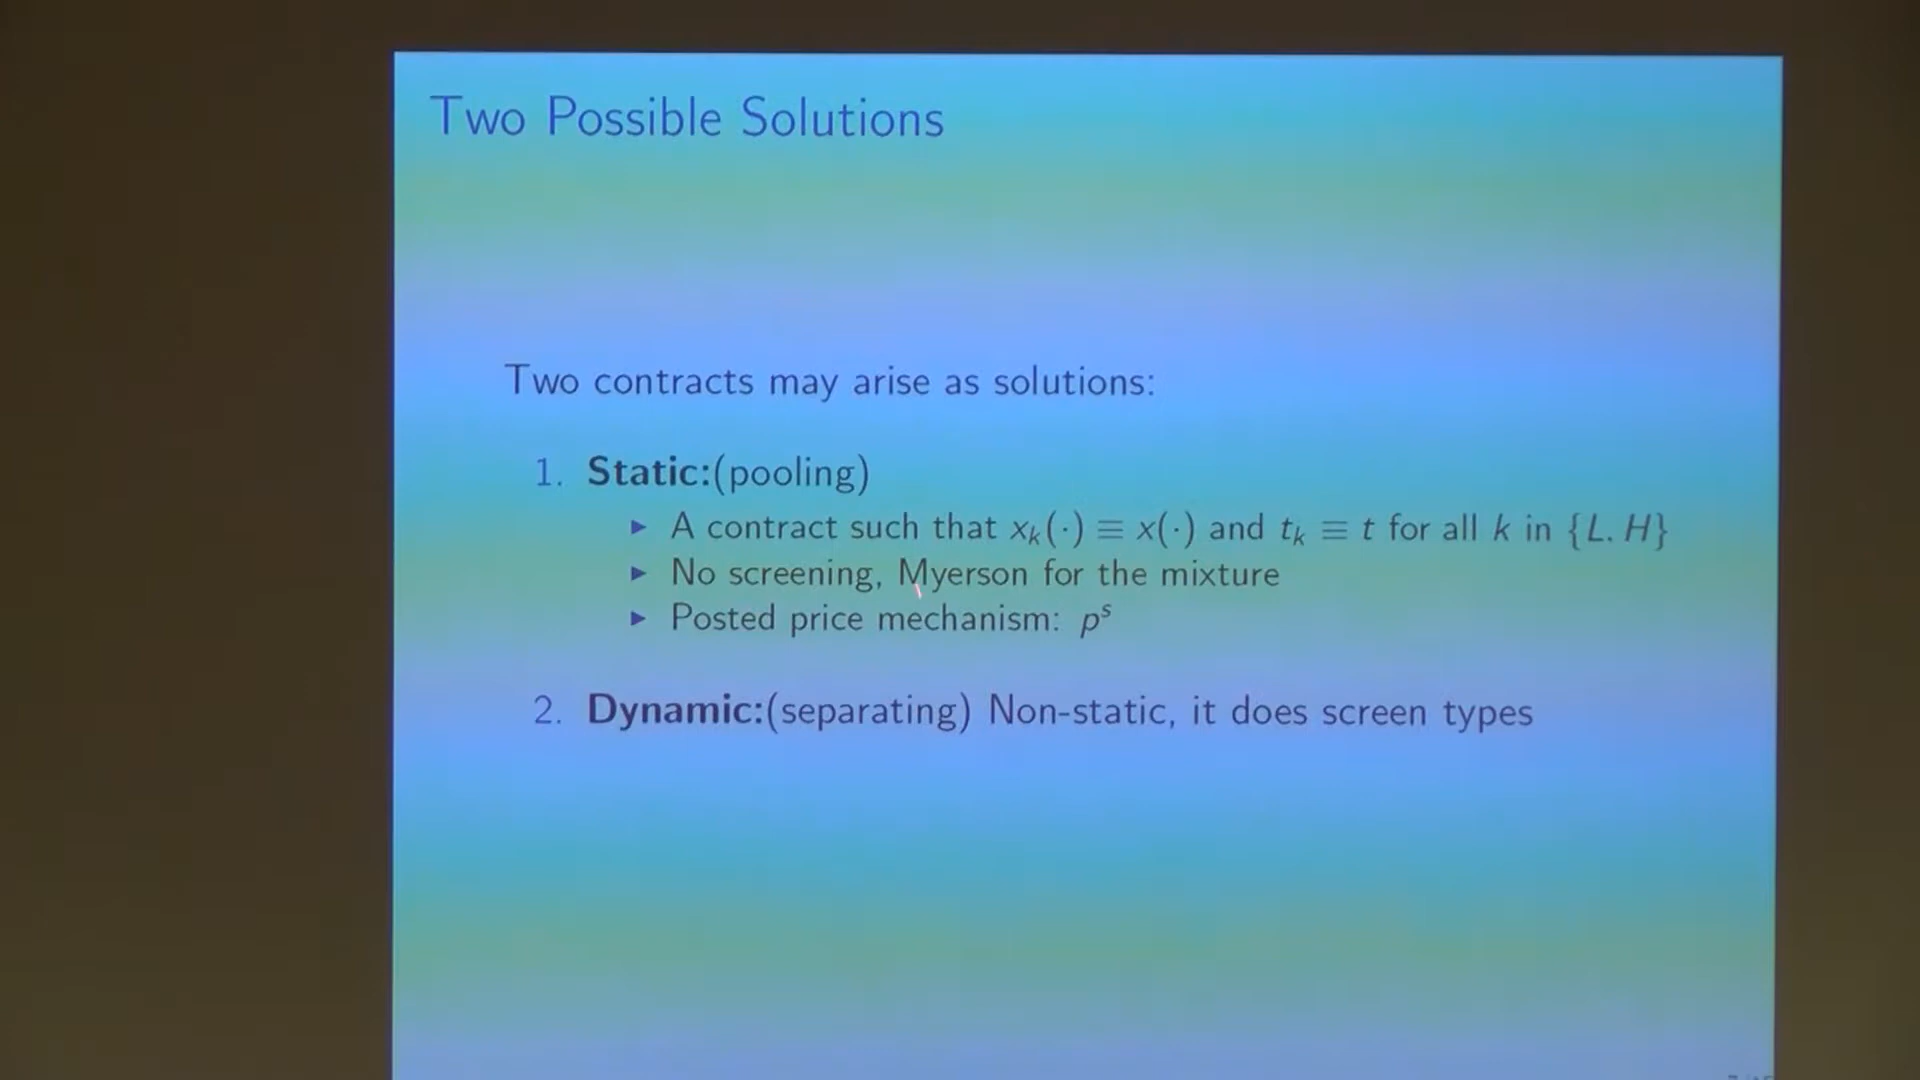 Two Possible Solutions
Two contracts may arise as solutions:
1. Static:(pooling)
▶ A contract such that xₖ(·) ≡ x(·) and tₖ ≡ t for all k in {L. H}
▶ No screening, Myerson for the mixture
▶ Posted price mechanism: pˢ
2. Dynamic:(separating) Non-static, it does screen types